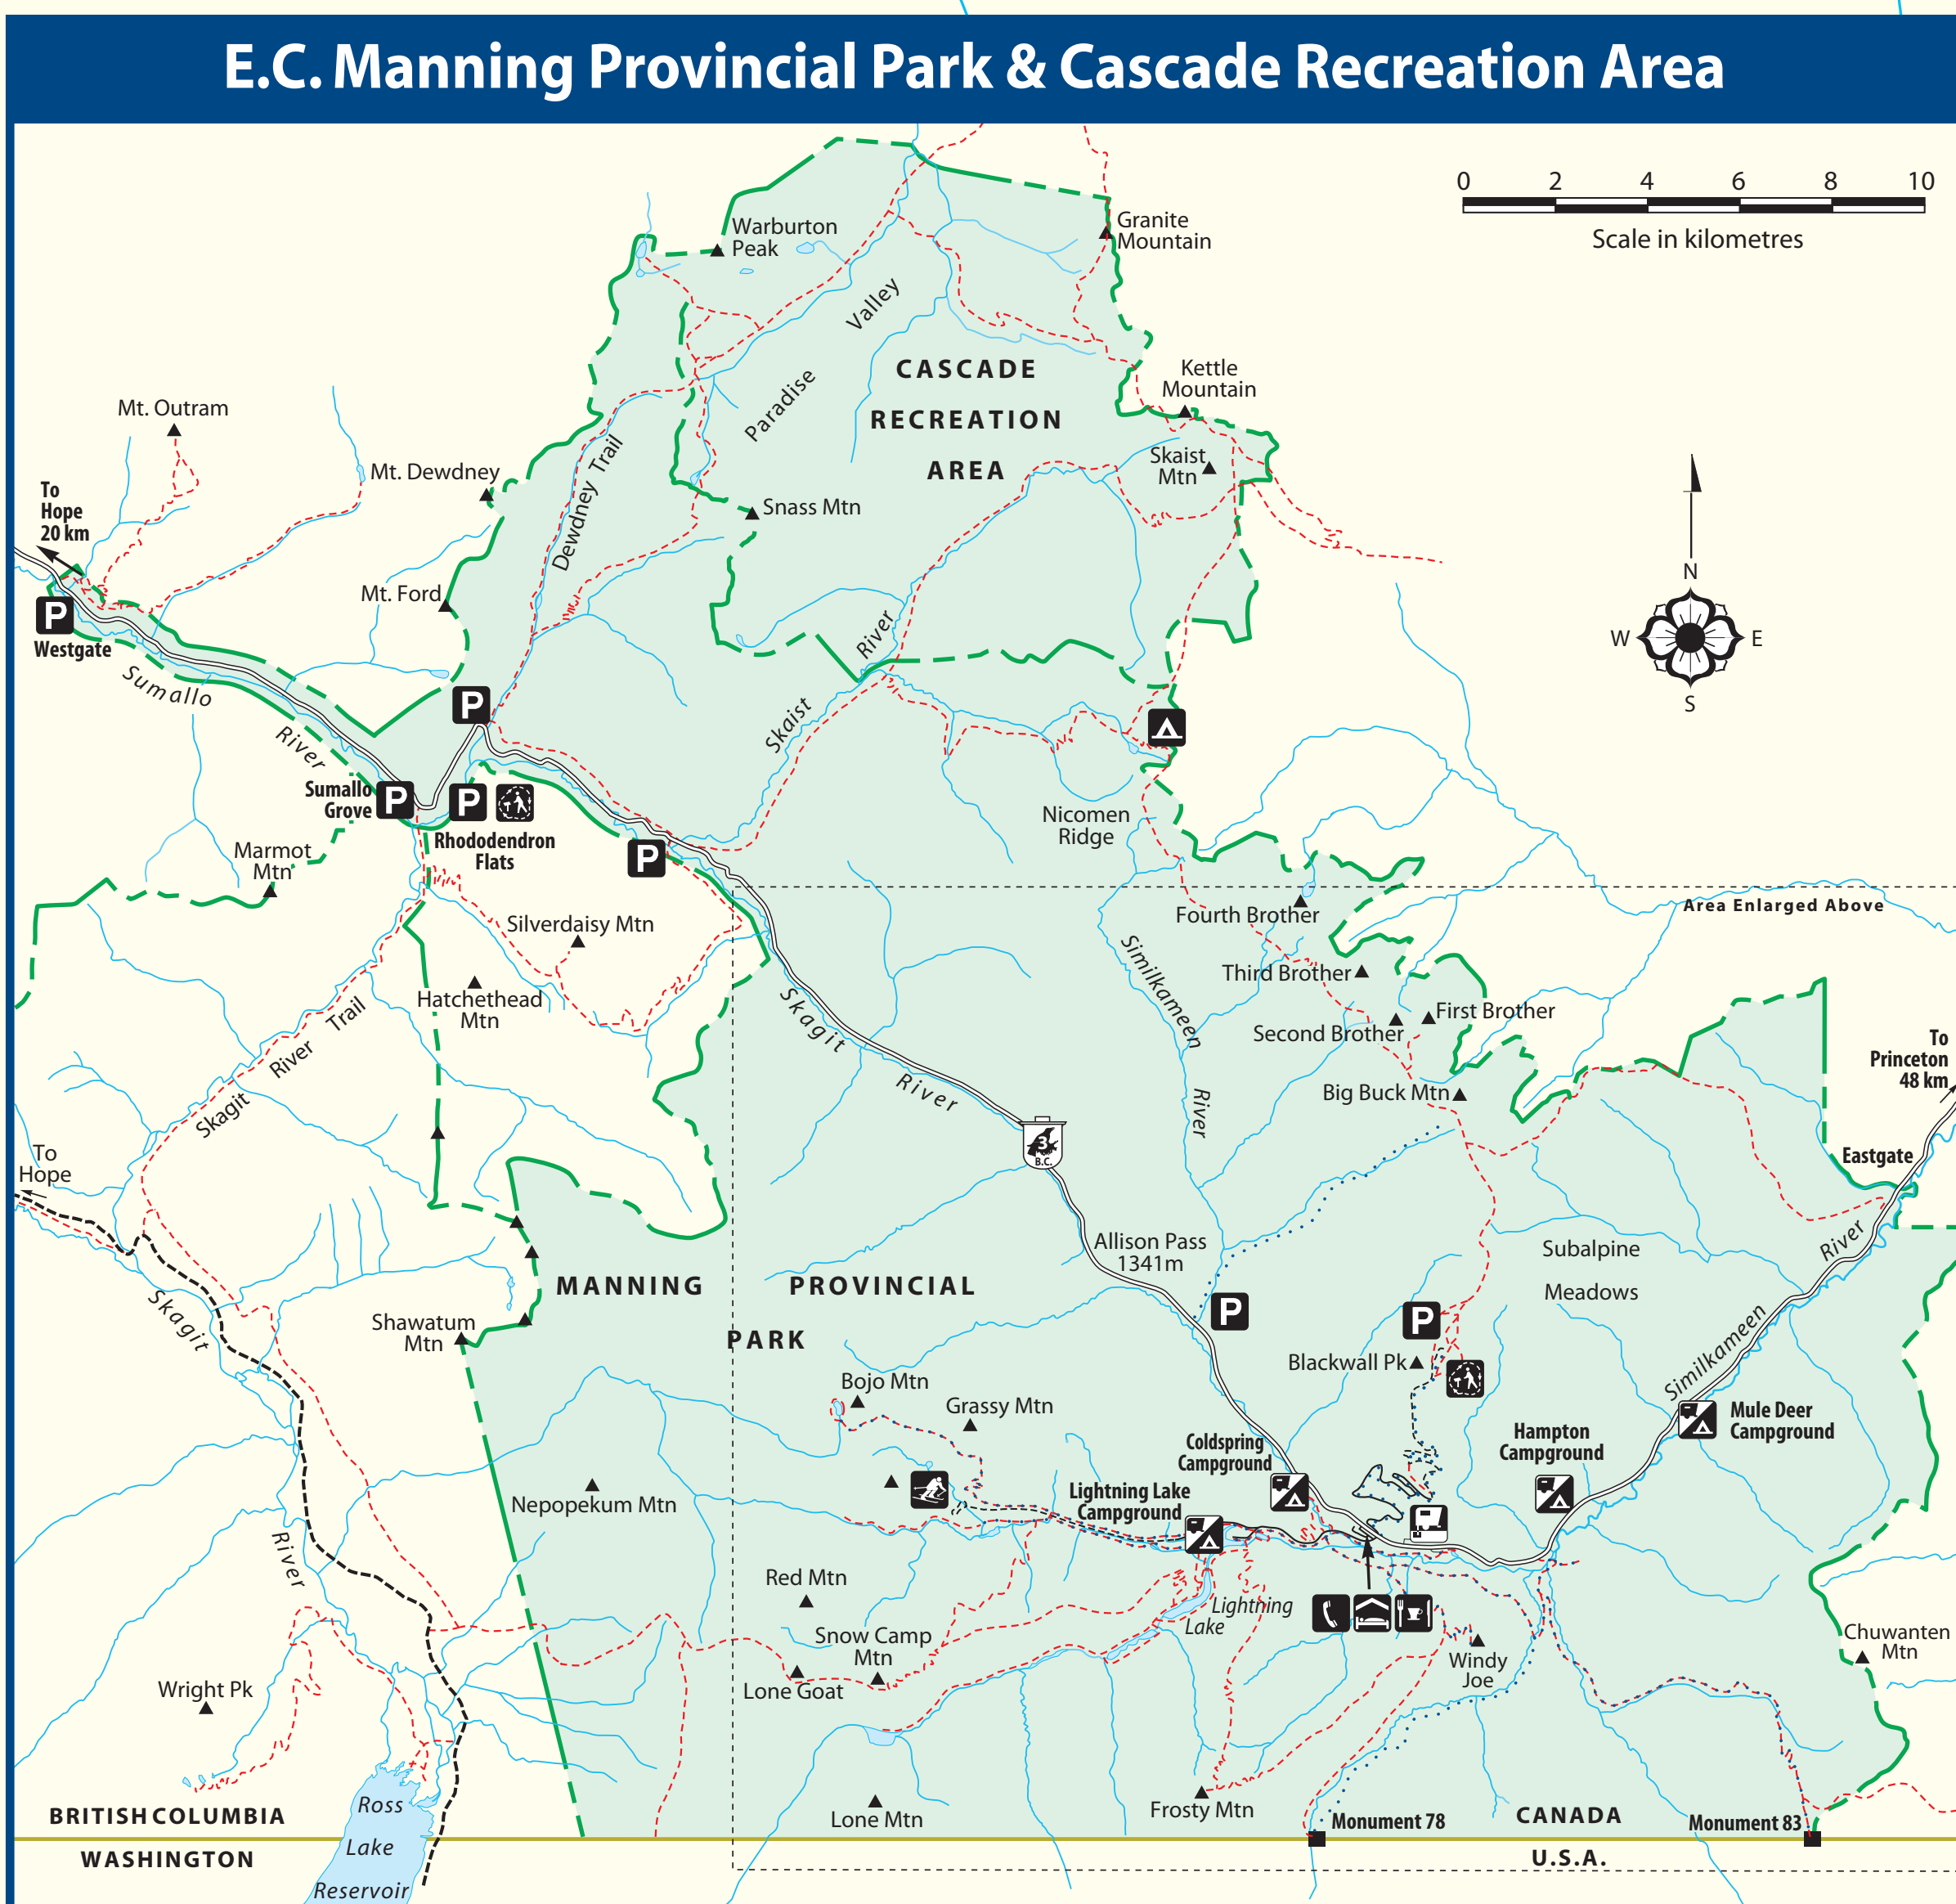 E.C. Manning Provincial Park & Cascade Recreation Area
0 2 4 6 8 10
Scale in kilometres
Warburton
Peak
Granite
Mountain
Valley
Paradise
CASCADE
RECREATION
AREA
Kettle
Mountain
Skaist
Mtn
Mt. Outram
Mt. Dewdney
To
Hope
20 km
Dewdney Trail
Snass Mtn
Mt. Ford
N
W
E
S
P
Westgate
Sumallo
River
River
Skaist
P
Sumallo
Grove
P
P
Rhododendron
Flats
P
Nicomen
Ridge
Marmot
Mtn
Silverdaisy Mtn
Hatchethead
Mtn
Fourth Brother
Area Enlarged Above
Third Brother
First Brother
Second Brother
Big Buck Mtn
Similkameen
River
Skagit
River
Skagit
River
Trail
To
Princeton
48 km
Eastgate
3
B.C.
To
Hope
Allison Pass
1341m
Subalpine
Meadows
River
Similkameen
MANNING
PROVINCIAL
PARK
Shawatum
Mtn
Skagit
River
P
P
Blackwall Pk
Bojo Mtn
Grassy Mtn
Mule Deer
Campground
Hampton
Campground
Coldspring
Campground
Lightning Lake
Campground
Nepopekum Mtn
Red Mtn
Lightning
Lake
Snow Camp
Mtn
Lone Goat
Windy
Joe
Chuwanten
Mtn
Wright Pk
Lone Mtn
Frosty Mtn
Monument 78
Monument 83
BRITISH COLUMBIA
WASHINGTON
Ross
Lake
Reservoir
CANADA
U.S.A.